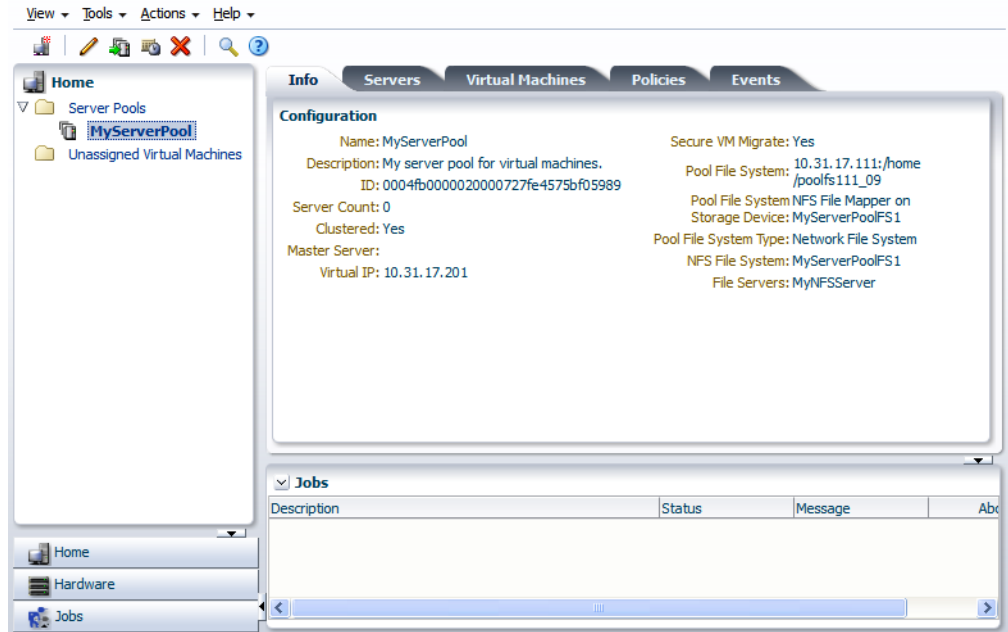 View Tools Actions Help
Home
Server Pools
MyServerPool
Unassigned Virtual Machines
Home
Hardware
Jobs
Info Servers Virtual Machines Policies Events
Configuration
Name: MyServerPool
Description: My server pool for virtual machines.
ID: 0004fb0000020000727fe4575bf05989
Server Count: 0
Clustered: Yes
Master Server:
Virtual IP: 10.31.17.201
Secure VM Migrate: Yes
Pool File System: 10.31.17.111:/home
/poolfs111_09
Pool File System NFS File Mapper on
Storage Device: MyServerPoolFS1
Pool File System Type: Network File System
NFS File System: MyServerPoolFS1
File Servers: MyNFSServer
Jobs
Description Status Message Abo